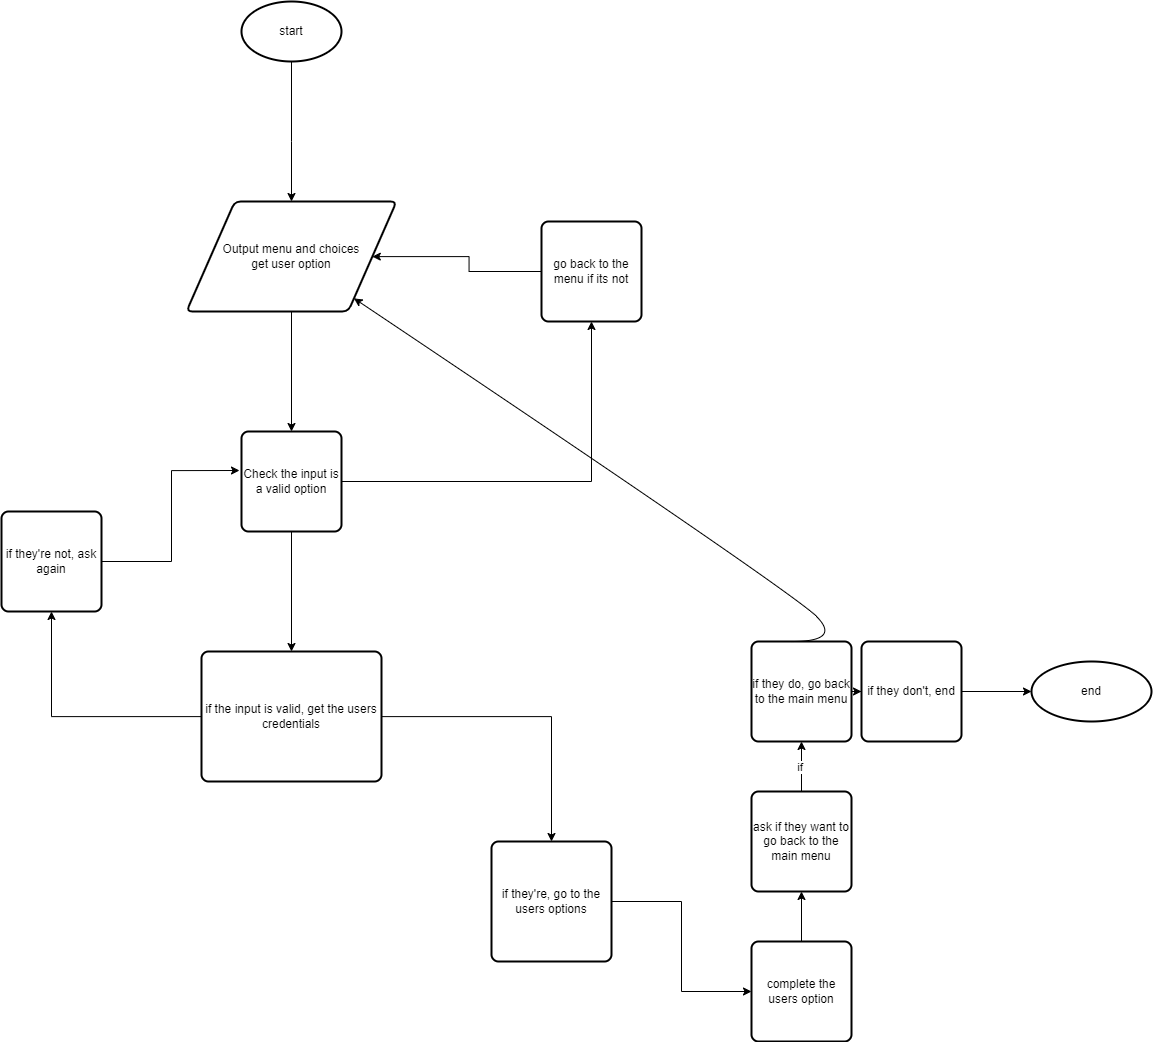 start
Output menu and choices
get user option
go back to the
menu if its not
Check the input is
a valid option
if they're not, ask
again
if the input is valid, get the users
credentials
if they do, go back
to the main menu
if they don't, end
end
if
ask if they want to
go back to the
main menu
if they're, go to the
users options
complete the
users option